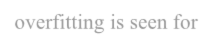 overfitting is seen for